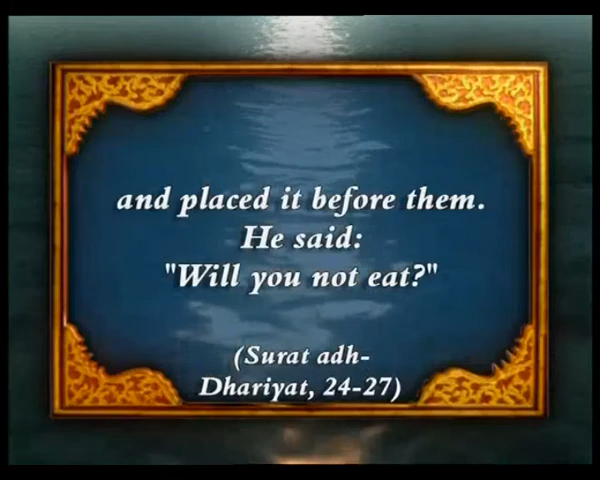 and placed it before them.
He said:
"Will you not eat?"
(Surat adh-
Dhariyat, 24-27)